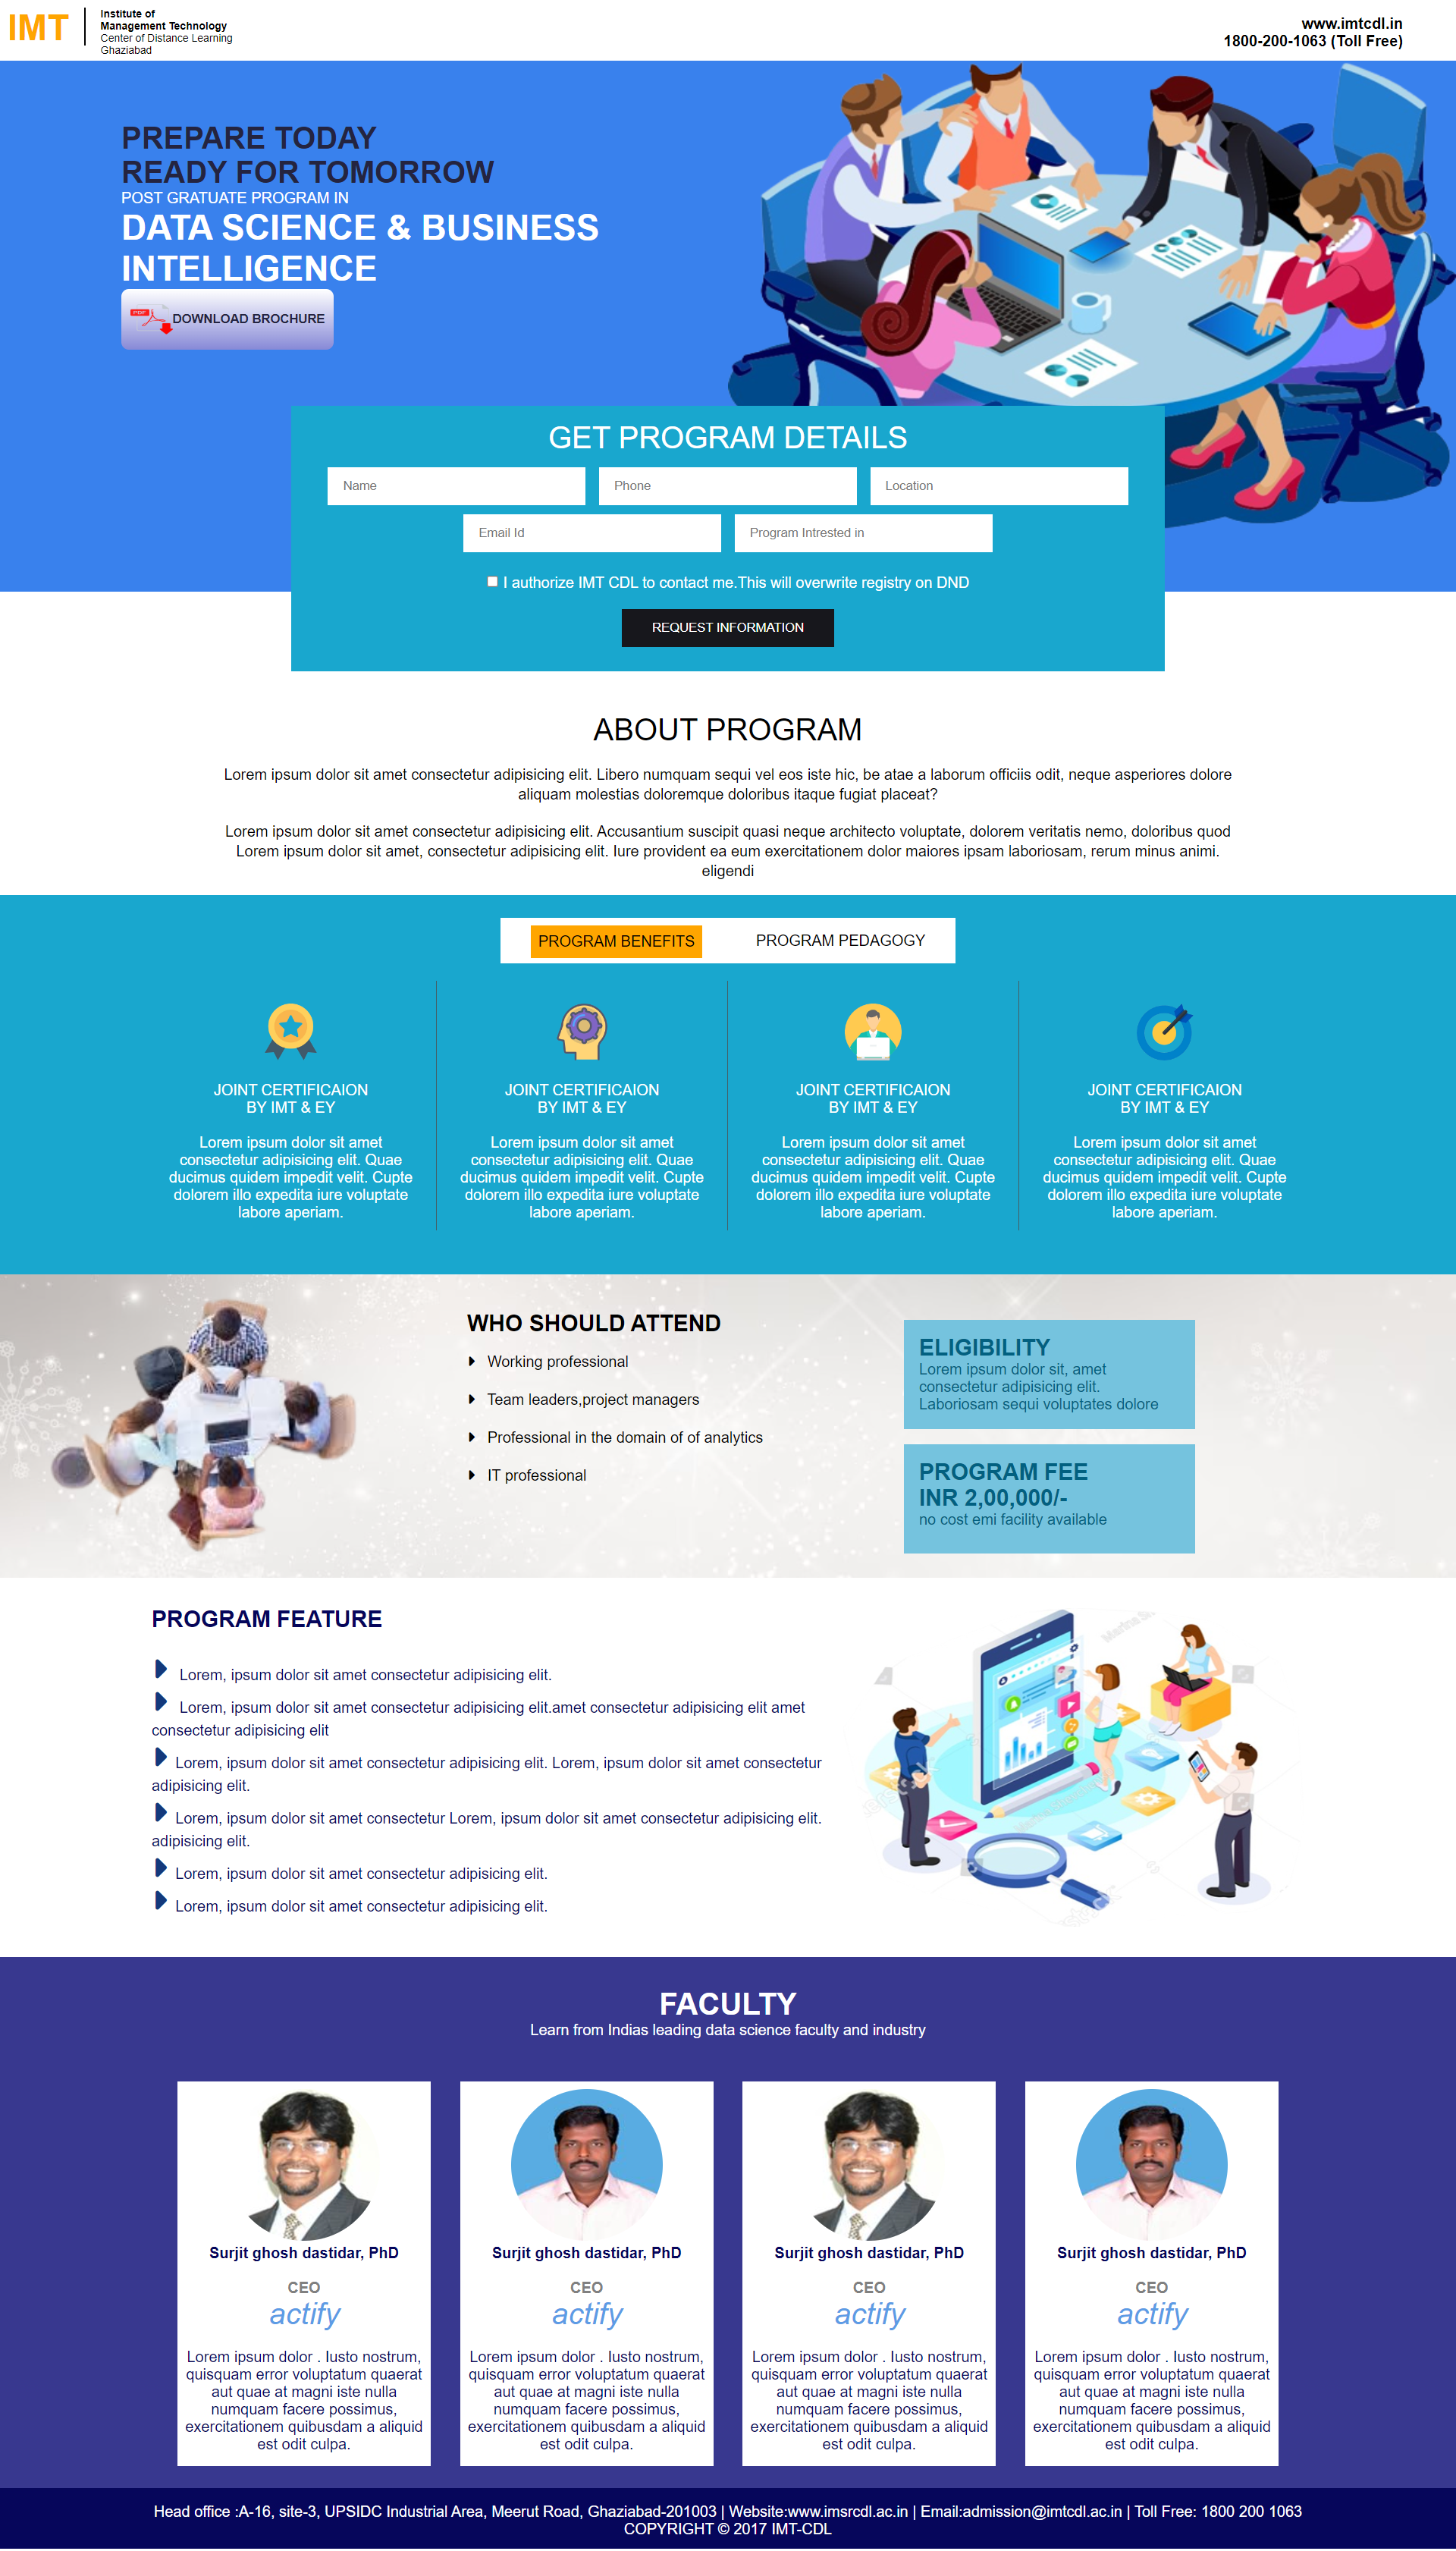 IMT
Institute of
Management Technology
Center of Distance Learning
Ghaziabad
www.imtcdl.in
1800-200-1063 (Toll Free)
PREPARE TODAY
READY FOR TOMORROW
POST GRATUATE PROGRAM IN
DATA SCIENCE & BUSINESS
INTELLIGENCE
PDF
DOWNLOAD BROCHURE
GET PROGRAM DETAILS
Name
Phone
Location
Email Id
Program Intrested in
I authorize IMT CDL to contact me.This will overwrite registry on DND
REQUEST INFORMATION
ABOUT PROGRAM
Lorem ipsum dolor sit amet consectetur adipisicing elit. Libero numquam sequi vel eos iste hic, be atae a laborum officiis odit, neque asperiores dolore
aliquam molestias doloremque doloribus itaque fugiat placeat?
Lorem ipsum dolor sit amet consectetur adipisicing elit. Accusantium suscipit quasi neque architecto voluptate, dolorem veritatis nemo, doloribus quod
Lorem ipsum dolor sit amet, consectetur adipisicing elit. Iure provident ea eum exercitationem dolor maiores ipsam laboriosam, rerum minus animi.
eligendi
PROGRAM BENEFITS
PROGRAM PEDAGOGY
JOINT CERTIFICAION
BY IMT & EY
Lorem ipsum dolor sit amet
consectetur adipisicing elit. Quae
ducimus quidem impedit velit. Cupte
dolorem illo expedita iure voluptate
labore aperiam.
JOINT CERTIFICAION
BY IMT & EY
Lorem ipsum dolor sit amet
consectetur adipisicing elit. Quae
ducimus quidem impedit velit. Cupte
dolorem illo expedita iure voluptate
labore aperiam.
JOINT CERTIFICAION
BY IMT & EY
Lorem ipsum dolor sit amet
consectetur adipisicing elit. Quae
ducimus quidem impedit velit. Cupte
dolorem illo expedita iure voluptate
labore aperiam.
JOINT CERTIFICAION
BY IMT & EY
Lorem ipsum dolor sit amet
consectetur adipisicing elit. Quae
ducimus quidem impedit velit. Cupte
dolorem illo expedita iure voluptate
labore aperiam.
WHO SHOULD ATTEND
Working professional
Team leaders,project managers
Professional in the domain of of analytics
IT professional
ELIGIBILITY
Lorem ipsum dolor sit, amet
consectetur adipisicing elit.
Laboriosam sequi voluptates dolore
PROGRAM FEE
INR 2,00,000/-
no cost emi facility available
PROGRAM FEATURE
Lorem, ipsum dolor sit amet consectetur adipisicing elit.
Lorem, ipsum dolor sit amet consectetur adipisicing elit.amet consectetur adipisicing elit amet
consectetur adipisicing elit
Lorem, ipsum dolor sit amet consectetur adipisicing elit. Lorem, ipsum dolor sit amet consectetur
adipisicing elit.
Lorem, ipsum dolor sit amet consectetur Lorem, ipsum dolor sit amet consectetur adipisicing elit.
adipisicing elit.
Lorem, ipsum dolor sit amet consectetur adipisicing elit.
Lorem, ipsum dolor sit amet consectetur adipisicing elit.
FACULTY
Learn from Indias leading data science faculty and industry
Surjit ghosh dastidar, PhD
CEO
actify
Lorem ipsum dolor . Iusto nostrum,
quisquam error voluptatum quaerat
aut quae at magni iste nulla
numquam facere possimus,
exercitationem quibusdam a aliquid
est odit culpa.
Surjit ghosh dastidar, PhD
CEO
actify
Lorem ipsum dolor . Iusto nostrum,
quisquam error voluptatum quaerat
aut quae at magni iste nulla
numquam facere possimus,
exercitationem quibusdam a aliquid
est odit culpa.
Surjit ghosh dastidar, PhD
CEO
actify
Lorem ipsum dolor . Iusto nostrum,
quisquam error voluptatum quaerat
aut quae at magni iste nulla
numquam facere possimus,
exercitationem quibusdam a aliquid
est odit culpa.
Surjit ghosh dastidar, PhD
CEO
actify
Lorem ipsum dolor . Iusto nostrum,
quisquam error voluptatum quaerat
aut quae at magni iste nulla
numquam facere possimus,
exercitationem quibusdam a aliquid
est odit culpa.
Head office :A-16, site-3, UPSIDC Industrial Area, Meerut Road, Ghaziabad-201003 | Website:www.imsrcdl.ac.in | Email:admission@imtcdl.ac.in | Toll Free: 1800 200 1063
COPYRIGHT © 2017 IMT-CDL